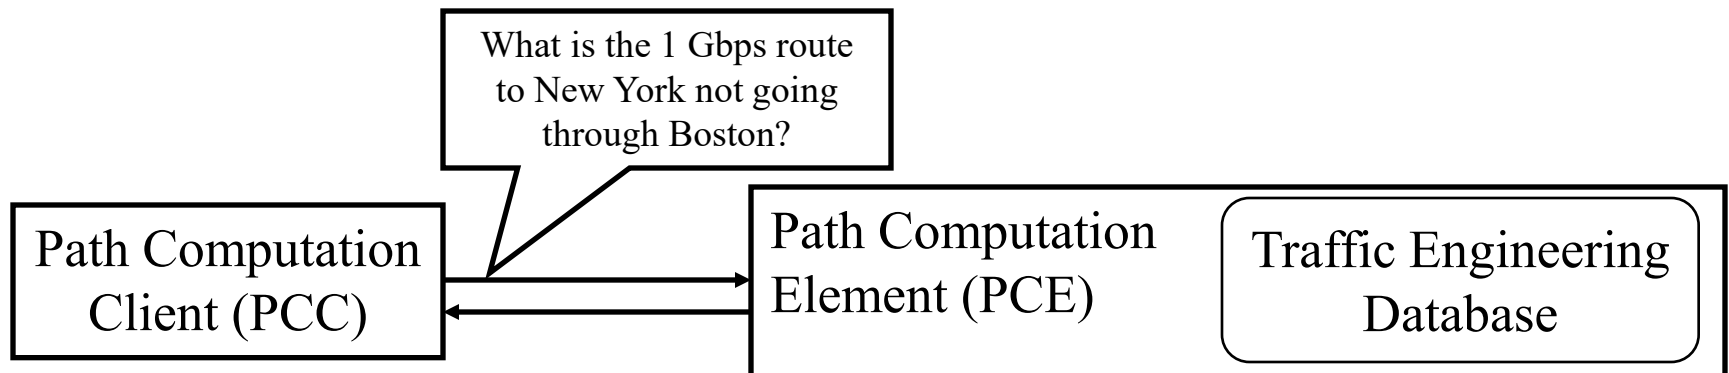 What is the 1 Gbps route
to New York not going
through Boston?
Path Computation
Client (PCC)
Path Computation
Element (PCE)
Traffic Engineering
Database